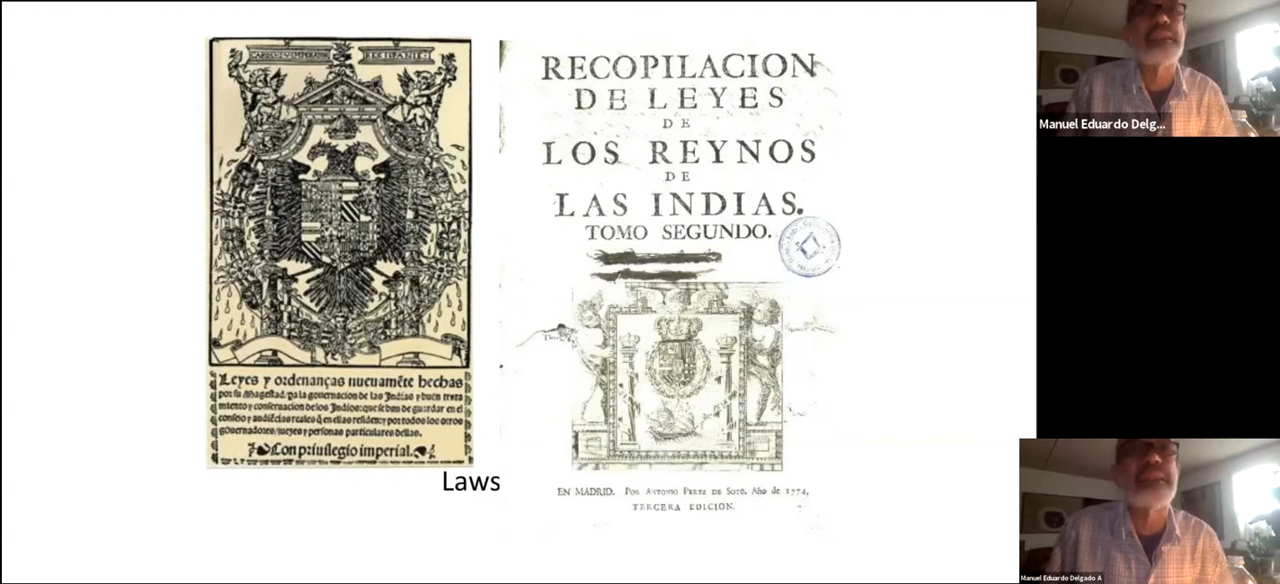 Leyes y ordenanças nueuamẽte hechas
por su Magestad/pa la gouernacion de las Indias y buen trata
miento y conseruacion de los Indios: que se han de guardar en el
consejo y audiẽcias reales q̃ en ellas residen: y por todos los otros
gouernadores/juezes y personas particulares dellas.
Con priuilegio imperial.
Laws
RECOPILACION
DE LEYES
DE
LOS REYNOS
DE
LAS INDIAS.
TOMO SEGUNDO.
EN MADRID. Por Antonio Perez de Soto. Año de 1774.
TERCERA EDICION.
Manuel Eduardo Delg...
Manuel Eduardo Delgado A